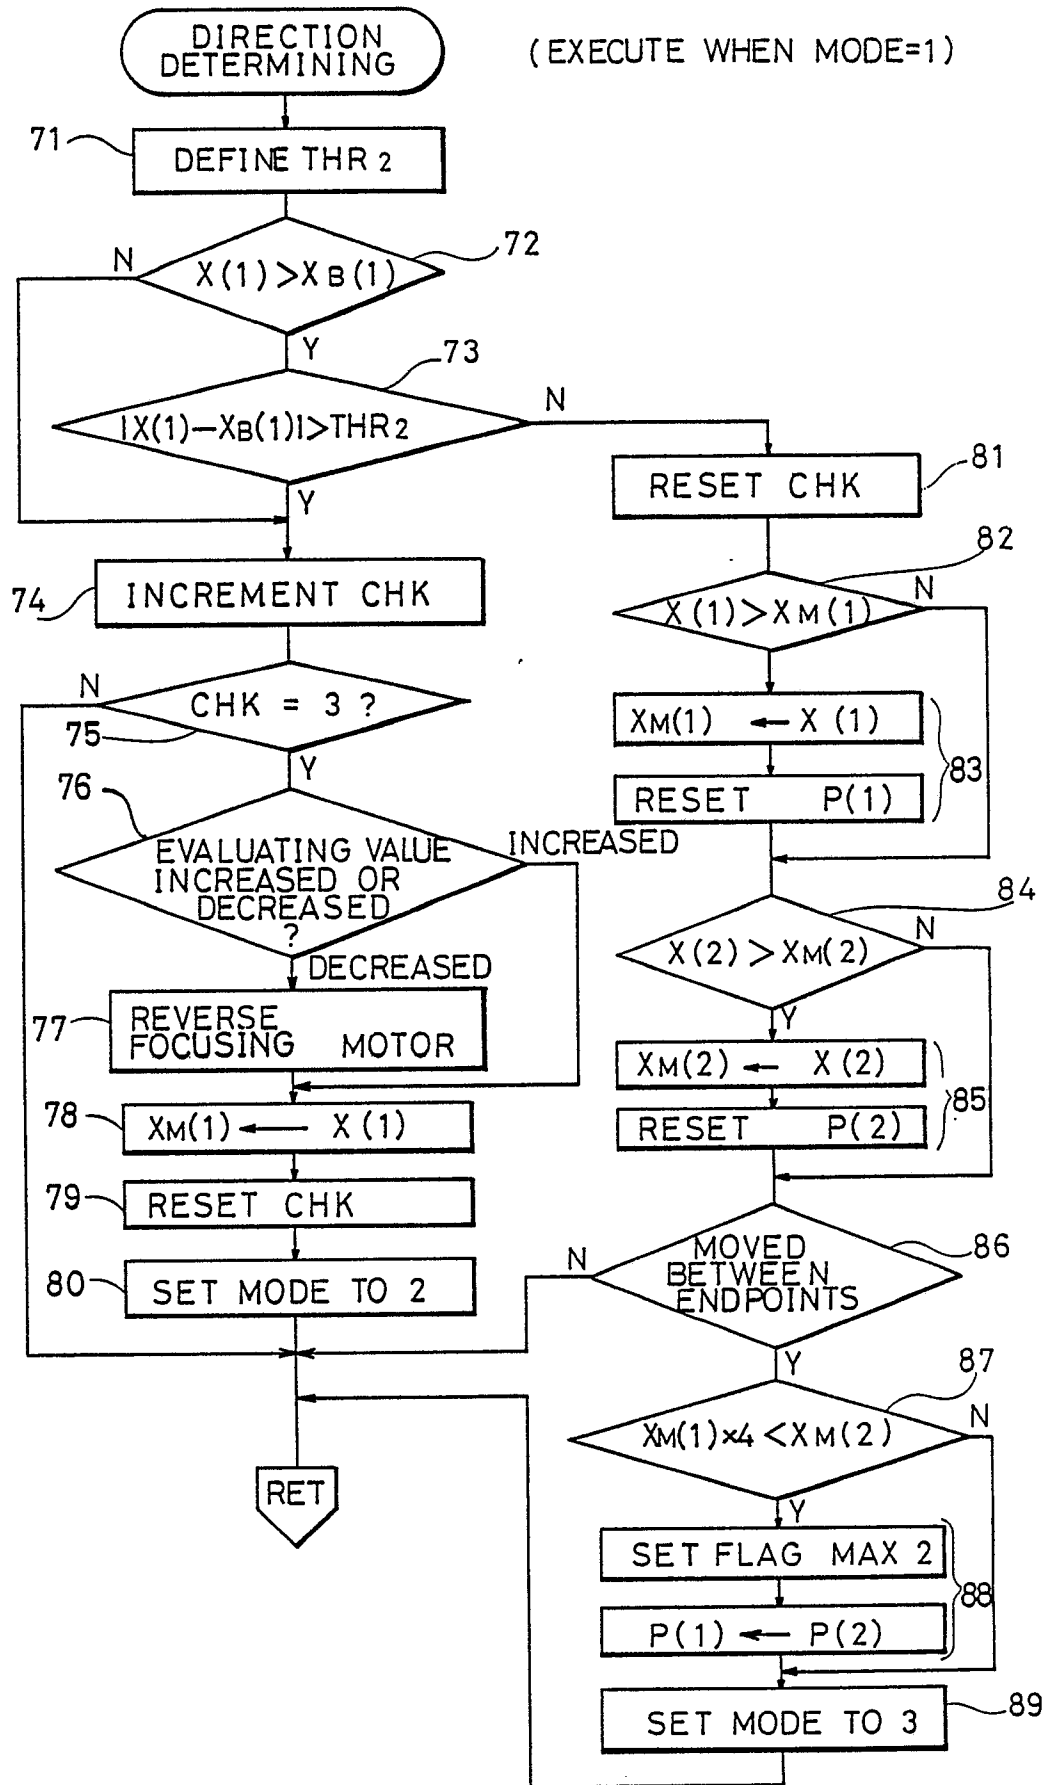 DIRECTION
DETERMINING
(EXECUTE WHEN MODE=1)
71
DEFINE THR2
72
N
X(1)>XB(1)
Y
73
N
|X(1)-XB(1)|>THR2
Y
74
INCREMENT CHK
N
CHK = 3 ?
75
Y
76
EVALUATING VALUE
INCREASED OR
DECREASED
?
INCREASED
DECREASED
77
REVERSE
FOCUSING MOTOR
78
XM(1) ← X(1)
79
RESET CHK
80
SET MODE TO 2
RET
81
RESET CHK
82
N
X(1)>XM(1)
XM(1) ← X(1)
83
RESET P(1)
84
N
X(2)>XM(2)
Y
XM(2) ← X(2)
85
RESET P(2)
86
N
MOVED
BETWEEN
ENDPOINTS
Y
87
N
XM(1)×4<XM(2)
Y
SET FLAG MAX 2
88
P(1) ← P(2)
89
SET MODE TO 3